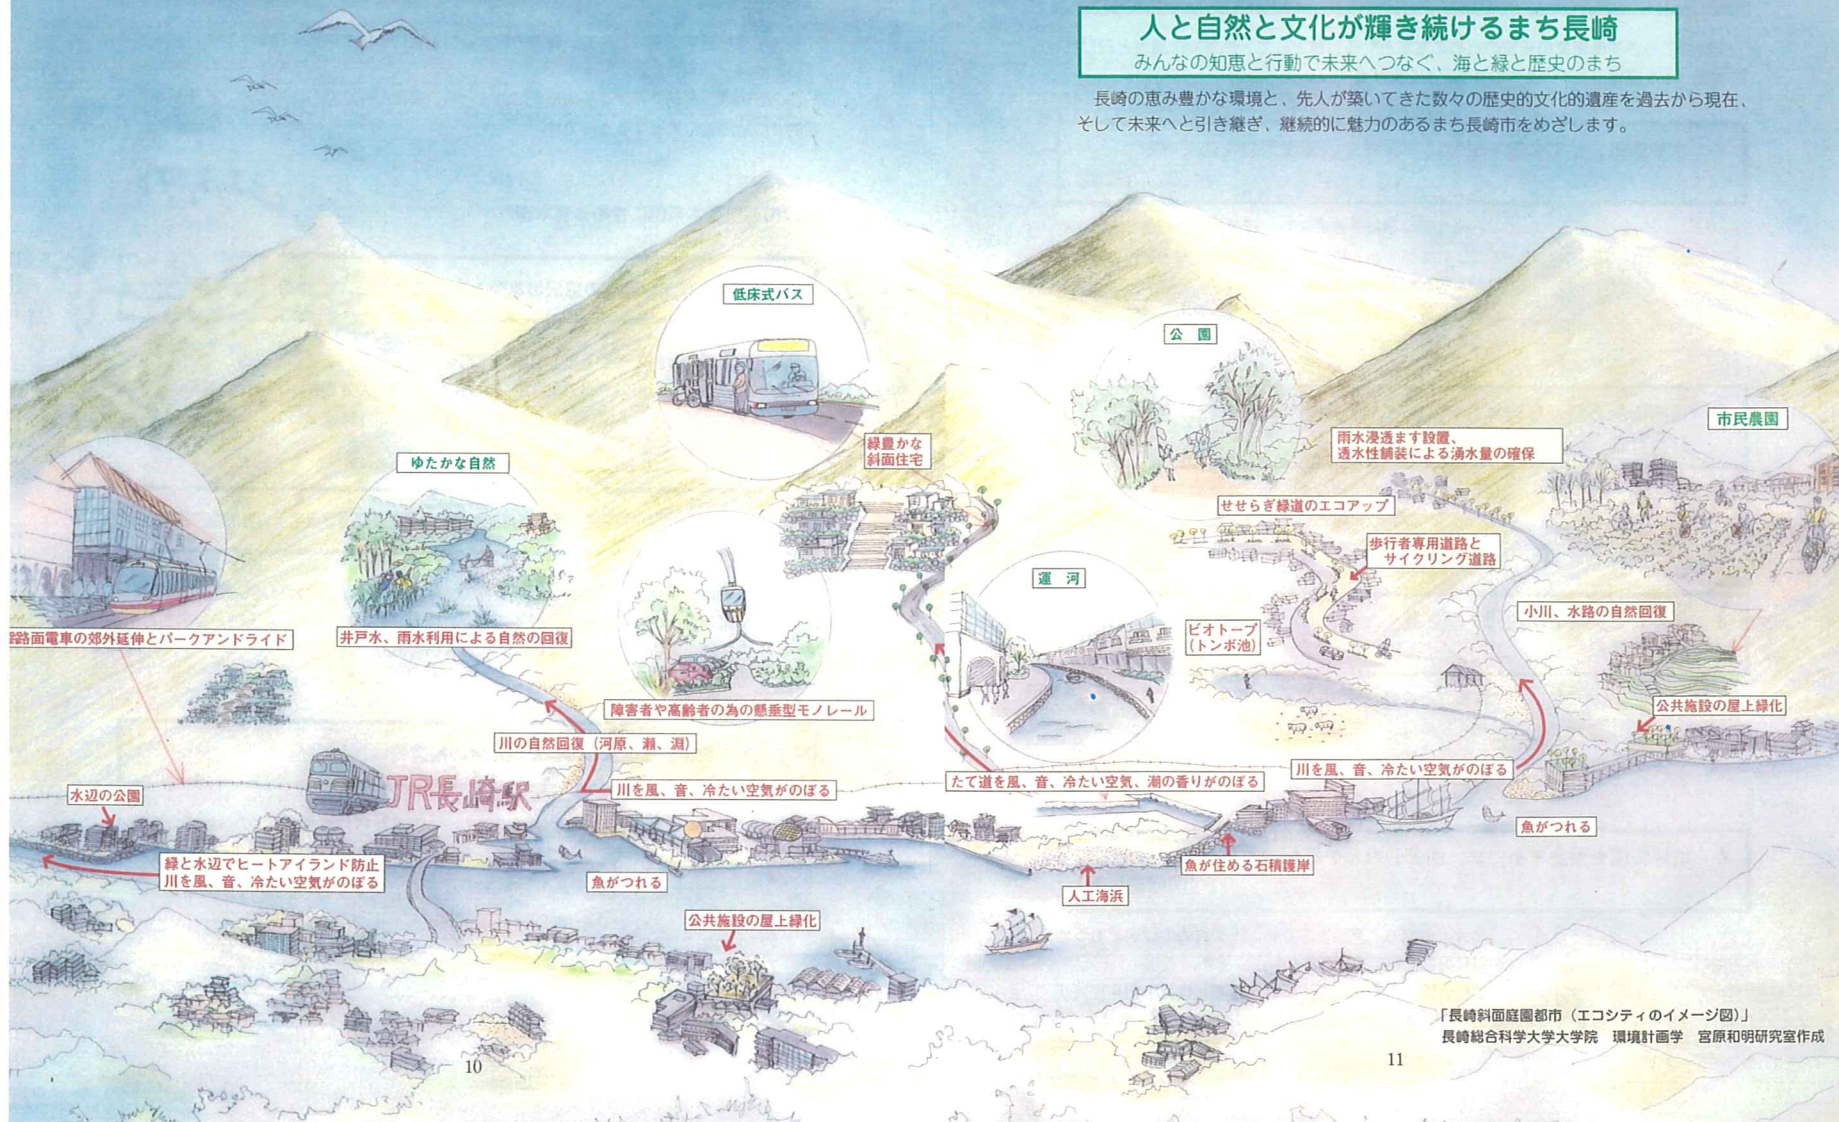 人と自然と文化が輝き続けるまち長崎
みんなの知恵と行動で未来へつなぐ、海と緑と歴史のまち
長崎の恵み豊かな環境と、先人が築いてきた数々の歴史的文化的遺産を過去から現在、
そして未来へと引き継ぎ、継続的に魅力のあるまち長崎市をめざします。
低床式バス
公園
市民農園
緑豊かな
斜面住宅
雨水浸透ます設置、
透水性舗装による湧水量の確保
ゆたかな自然
せせらぎ緑道のエコアップ
歩行者専用道路と
サイクリング道路
運河
小川、水路の自然回復
路面電車の郊外延伸とパークアンドライド
井戸水、雨水利用による自然の回復
ビオトープ
(トンボ池)
障害者や高齢者の為の懸垂型モノレール
公共施設の屋上緑化
川の自然回復（河原、瀬、淵）
JR長崎駅
水辺の公園
川を風、音、冷たい空気がのぼる
たて道を風、音、冷たい空気、潮の香りがのぼる
川を風、音、冷たい空気がのぼる
魚がつれる
緑と水辺でヒートアイランド防止
川を風、音、冷たい空気がのぼる
魚がつれる
人工海浜
魚が住める石積護岸
公共施設の屋上緑化
「長崎斜面庭園都市（エコシティのイメージ図）」
長崎総合科学大学大学院　環境計画学　宮原和明研究室作成
10
11